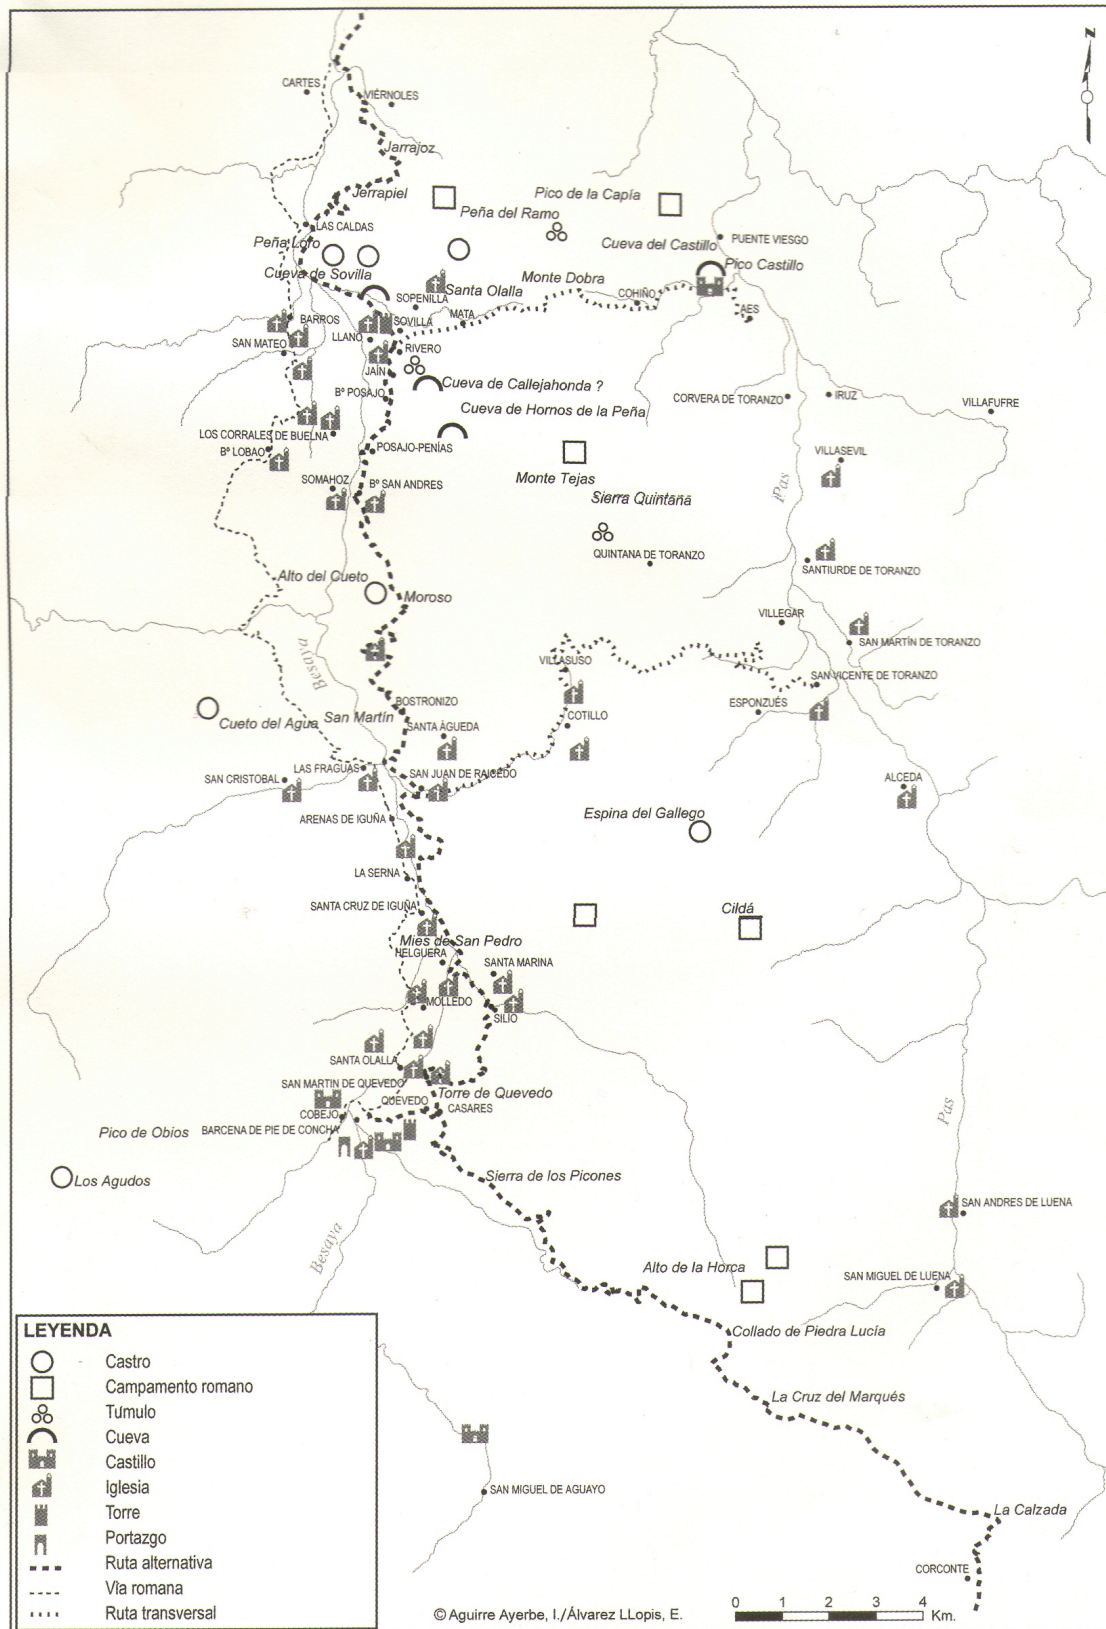 N
CARTES
VIÉRNOLES
Jarrajoz
Jerrapiel
Peña del Ramo
Pico de la Capía
LAS CALDAS
Peña Lofo
Cueva del Castillo
PUENTE VIESGO
Pico Castillo
Cueva de Sovilla
Santa Olalla
Monte Dobra
SOPENILLA
COHIÑO
AES
BARROS
SOVILLA
MATA
LLANO
SAN MATEO
RIVERO
JAÍN
Cueva de Callejahonda ?
Bº POSAJO
CORVERA DE TORANZO
IRUZ
VILLAFUFRE
Cueva de Hornos de la Peña
LOS CORRALES DE BUELNA
Bº LOBAO
POSAJO-PENÍAS
VILLASEVIL
Monte Tejas
SOMAHOZ
Bº SAN ANDRES
Pas
Sierra Quintana
QUINTANA DE TORANZO
SANTIURDE DE TORANZO
Alto del Cueto
Moroso
VILLEGAR
SAN MARTÍN DE TORANZO
Besaya
VILLASUSO
SAN VICENTE DE TORANZO
BOSTRONIZO
ESPONZUÉS
Cueto del Agua
San Martín
SANTA ÀGUEDA
COTILLO
LAS FRAGUAS
SAN CRISTOBAL
SAN JUAN DE RAICEDO
ALCEDA
ARENAS DE IGUÑA
Espina del Gallego
LA SERNA
SANTA CRUZ DE IGUÑA
Cildá
Mies de San Pedro
HELGUERA
SANTA MARINA
MOLLEDO
SILIO
SANTA OLALLA
SAN MARTIN DE QUEVEDO
Torre de Quevedo
QUEVEDO
CASARES
COBEJO
Pico de Obios
BARCENA DE PIE DE CONCHA
Pas
Los Agudos
Sierra de los Picones
SAN ANDRES DE LUENA
Besaya
Alto de la Horca
SAN MIGUEL DE LUENA
Collado de Piedra Lucía
La Cruz del Marqués
SAN MIGUEL DE AGUAYO
La Calzada
CORCONTE
LEYENDA
Castro
Campamento romano
Túmulo
Cueva
Castillo
Iglesia
Torre
Portazgo
Ruta alternativa
Vía romana
Ruta transversal
© Aguirre Ayerbe, I./Álvarez LLopis, E.
0 1 2 3 4 Km.